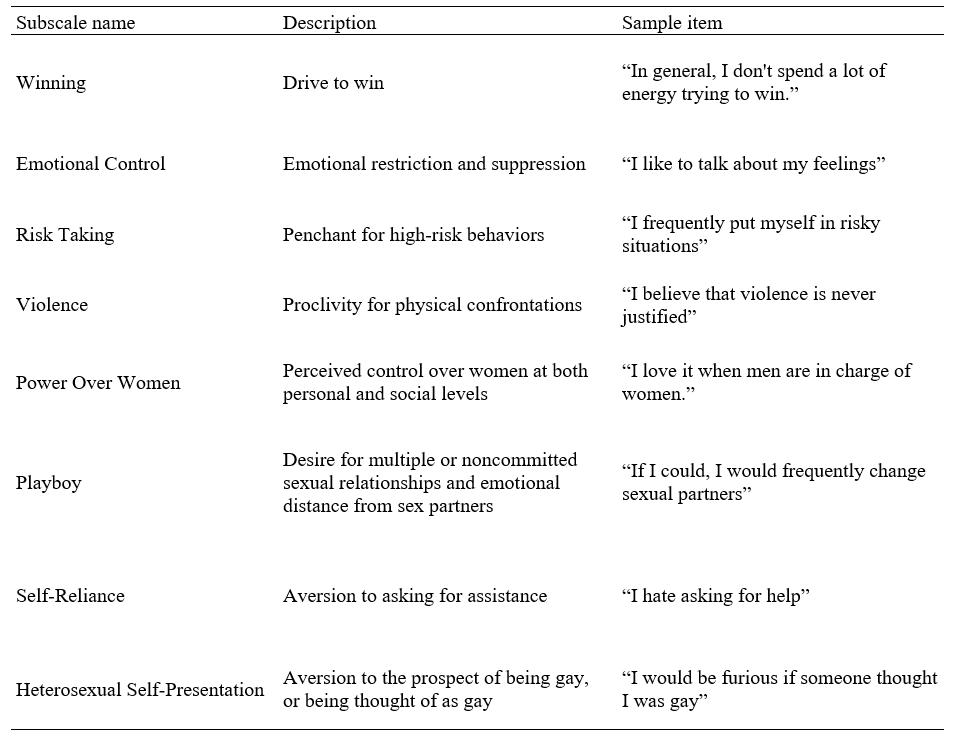 Subscale name Description Sample item
Winning Drive to win “In general, I don't spend a lot of
energy trying to win.”
Emotional Control Emotional restriction and suppression “I like to talk about my feelings”
Risk Taking Penchant for high-risk behaviors “I frequently put myself in risky
situations”
Violence Proclivity for physical confrontations “I believe that violence is never
justified”
Power Over Women Perceived control over women at both
personal and social levels “I love it when men are in charge of
women.”
Playboy Desire for multiple or noncommitted
sexual relationships and emotional
distance from sex partners “If I could, I would frequently change
sexual partners”
Self-Reliance Aversion to asking for assistance “I hate asking for help”
Heterosexual Self-Presentation Aversion to the prospect of being gay,
or being thought of as gay “I would be furious if someone thought
I was gay”